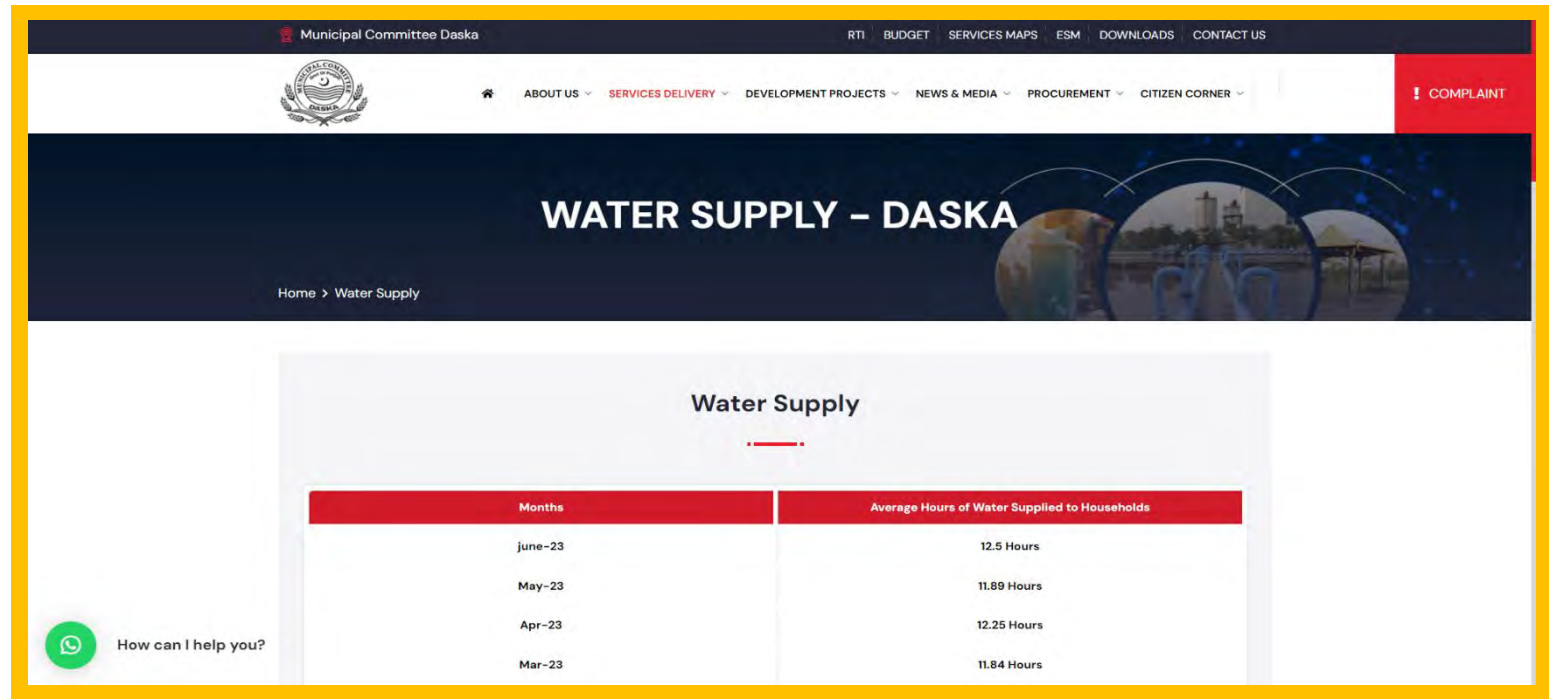 Municipal Committee Daska
RTI BUDGET SERVICES MAPS ESM DOWNLOADS CONTACT US
MUNICIPAL COMMITTEE
DASKA
ABOUT US SERVICES DELIVERY DEVELOPMENT PROJECTS NEWS & MEDIA PROCUREMENT CITIZEN CORNER
! COMPLAINT
WATER SUPPLY – DASKA
Home > Water Supply
Water Supply
Months Average Hours of Water Supplied to Households
june-23 12.5 Hours
May-23 11.89 Hours
Apr-23 12.25 Hours
Mar-23 11.84 Hours
How can I help you?